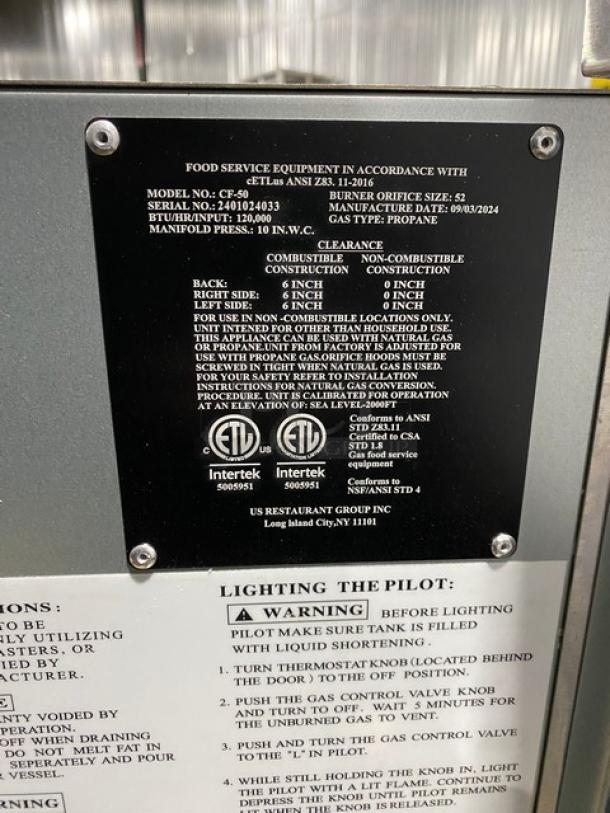 FOOD SERVICE EQUIPMENT IN ACCORDANCE WITH
cETLus ANSI Z83. 11-2016
MODEL NO.: CF-50 BURNER ORIFICE SIZE: 52
SERIAL NO.: 2401024033 MANUFACTURE DATE: 09/03/2024
BTU/HR/INPUT: 120,000 GAS TYPE: PROPANE
MANIFOLD PRESS.: 10 IN.W.C.
CLEARANCE
COMBUSTIBLE NON-COMBUSTIBLE
CONSTRUCTION CONSTRUCTION
BACK: 6 INCH 0 INCH
RIGHT SIDE: 6 INCH 0 INCH
LEFT SIDE: 6 INCH 0 INCH
FOR USE IN NON -COMBUSTIBLE LOCATIONS ONLY.
UNIT INTENED FOR OTHER THAN HOUSEHOLD USE.
THIS APPLIANCE CAN BE USED WITH NATURAL GAS
OR PROPANE.UNIT FROM FACTORY IS ADJUSTED FOR
USE WITH PROPANE GAS.ORIFICE HOODS MUST BE
SCREWED IN TIGHT WHEN NATURAL GAS IS USED.
FOR YOUR SAFETY REFER TO INSTALLATION
INSTRUCTIONS FOR NATURAL GAS CONVERSION.
PROCEDURE. UNIT IS CALIBRATED FOR OPERATION
AT AN ELEVATION OF: SEA LEVEL-2000FT
C ETL US ETL
Intertek Intertek
5005951 5005951
Conforms to ANSI
STD Z83.11
Certified to CSA
STD 1.8
Gas food service
equipment
Conforms to
NSF/ANSI STD 4
US RESTAURANT GROUP INC
Long Island City,NY 11101
IONS:
TO BE
NLY UTILIZING
ASTERS, OR
IED BY
ACTURER.
E
NTY VOIDED BY
PERATION.
OFF WHEN DRAINING
DO NOT MELT FAT IN
SEPERATELY AND POUR
R VESSEL.
RNING
LIGHTING THE PILOT:
WARNING BEFORE LIGHTING
PILOT MAKE SURE TANK IS FILLED
WITH LIQUID SHORTENING.
1. TURN THERMOSTAT KNOB (LOCATED BEHIND
THE DOOR) TO THE OFF POSITION.
2. PUSH THE GAS CONTROL VALVE KNOB
AND TURN TO OFF. WAIT 5 MINUTES FOR
THE UNBURNED GAS TO VENT.
3. PUSH AND TURN THE GAS CONTROL VALVE
TO THE "L" IN PILOT.
4. WHILE STILL HOLDING THE KNOB IN, LIGHT
THE PILOT WITH A LIT FLAME. CONTINUE TO
DEPRESS THE KNOB UNTIL PILOT REMAINS
LIT WHEN THE KNOB IS RELEASED.